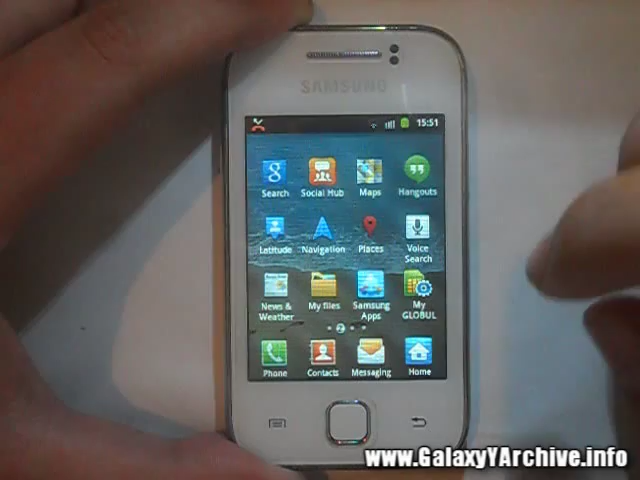 SAMSUNG
15:51
Search Social Hub Maps Hangouts
Latitude Navigation Places Voice Search
News & Weather My files Samsung Apps My GLOBUL
2
Phone Contacts Messaging Home
www.GalaxyYArchive.info